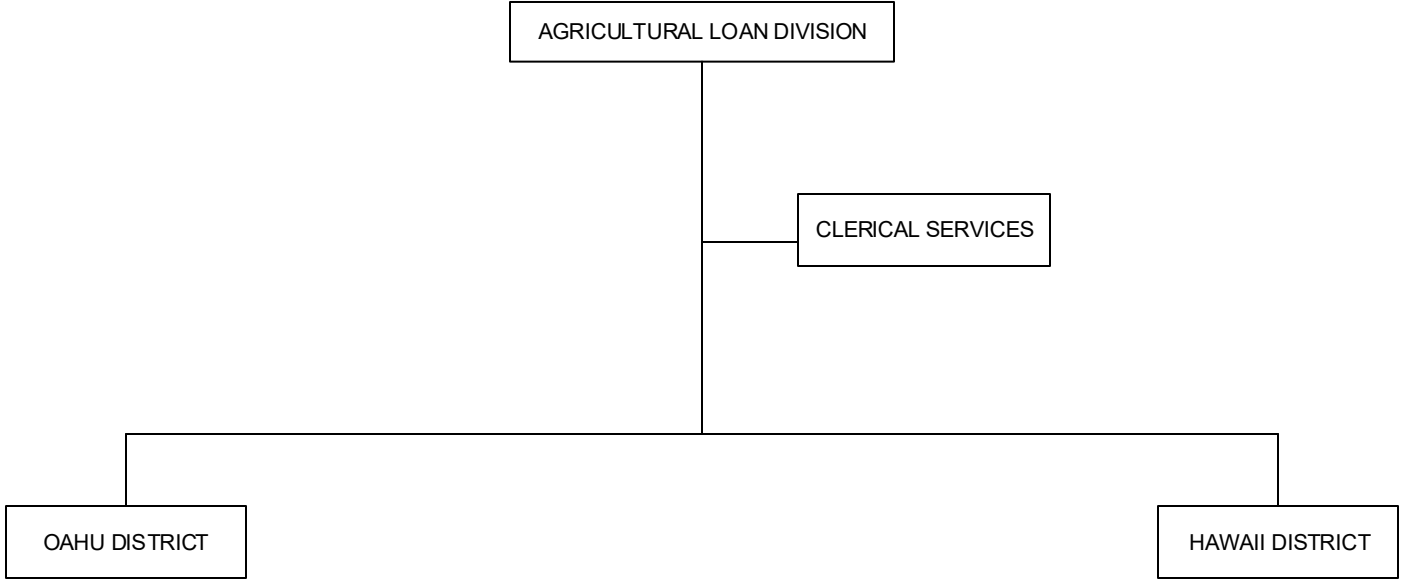 AGRICULTURAL LOAN DIVISION
CLERICAL SERVICES
OAHU DISTRICT
HAWAII DISTRICT